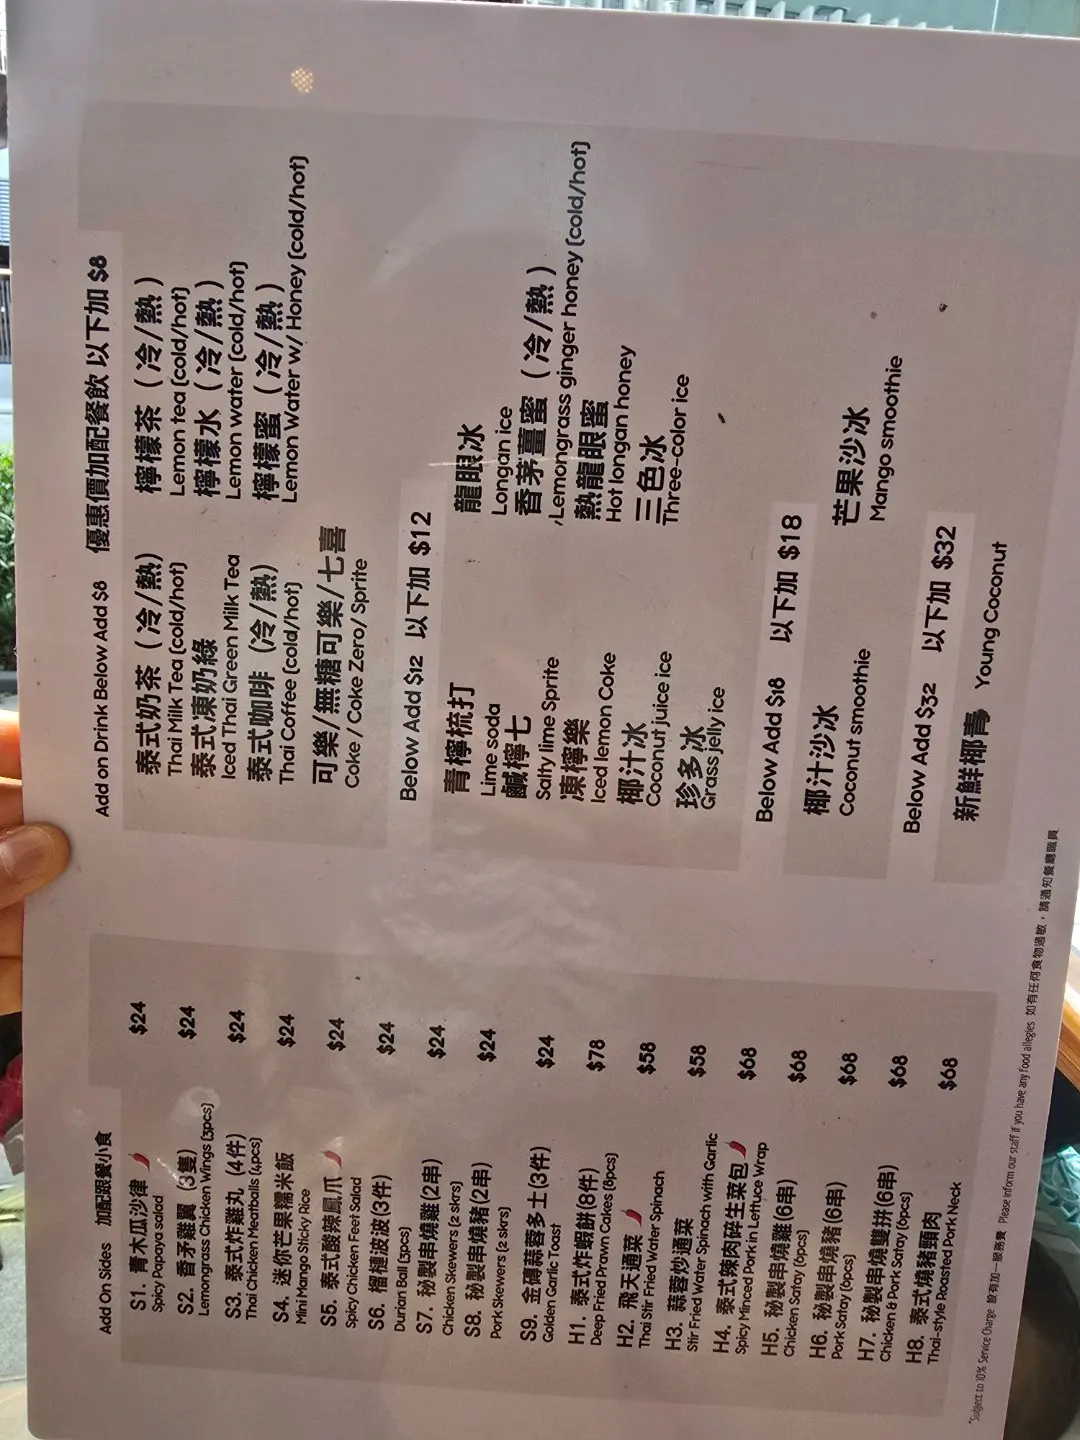 Add On Sides 加配跟餐小食
S1. 青木瓜沙律 $24
Spicy Papaya salad
S2. 香矛雞翼 (3隻) $24
Lemongrass Chicken Wings (3pcs)
S3. 泰式炸雞丸 (4件) $24
Thai Chicken Meatballs (4pcs)
S4. 迷你芒果糯米飯 $24
Mini Mango Sticky Rice
S5. 泰式酸辣鳳爪 $24
Spicy Chicken Feet Salad
S6. 榴槤波波(3件) $24
Durian Ball (3pcs)
S7. 秘製串燒雞(2串) $24
Chicken Skewers (2 skrs)
S8. 秘製串燒豬(2串) $24
Pork Skewers (2 skrs)
S9. 金磚蒜蓉多士(3件) $24
Golden Garlic Toast
H1. 泰式炸蝦餅(8件) $78
Deep Fried Prawn Cakes (8pcs)
H2. 飛天通菜 $58
Thai Stir Fried Water Spinach
H3. 蒜蓉炒通菜 $58
Stir Fried Water Spinach with Garlic
H4. 泰式辣肉碎生菜包 $68
Spicy Minced Pork in Lettuce Wrap
H5. 秘製串燒雞(6串) $68
Chicken Satay (6pcs)
H6. 秘製串燒豬(6串) $68
Pork Satay (6pcs)
H7. 秘製串燒雙拼(6串) $68
Chicken & Pork Satay (6pcs)
H8. 泰式燒豬頸肉 $68
Thai-style Roasted Pork Neck
Add on Drink Below Add $8 優惠價加配餐飲 以下加 $8
泰式奶茶 (冷/熱)
Thai Milk Tea (cold/hot)
泰式凍奶綠
Iced Thai Green Milk Tea
泰式咖啡 (冷/熱)
Thai Coffee (cold/hot)
可樂/無糖可樂/七喜
Coke / Coke Zero/ Sprite
檸檬茶 (冷/熱)
Lemon tea (cold/hot)
檸檬水 (冷/熱)
Lemon water (cold/hot)
檸檬蜜 (冷/熱)
Lemon Water w/ Honey (cold/hot)
Below Add $12 以下加 $12
青檸梳打
Lime soda
鹹檸七
Salty lime Sprite
凍檸樂
Iced lemon Coke
椰汁冰
Coconut juice ice
珍多冰
Grass jelly ice
龍眼冰
Longan ice
香茅薑蜜 (冷/熱)
Lemongrass ginger honey (cold/hot)
熱龍眼蜜
Hot longan honey
三色冰
Three-color ice
Below Add $18 以下加 $18
椰汁沙冰
Coconut smoothie
芒果沙冰
Mango smoothie
Below Add $32 以下加 $32
新鮮椰青 Young Coconut
*Subject to 10% Service Charge 設有加一服務費 Please inform our staff if you have any food allegies 如有任何食物過敏，請通知餐廳職員